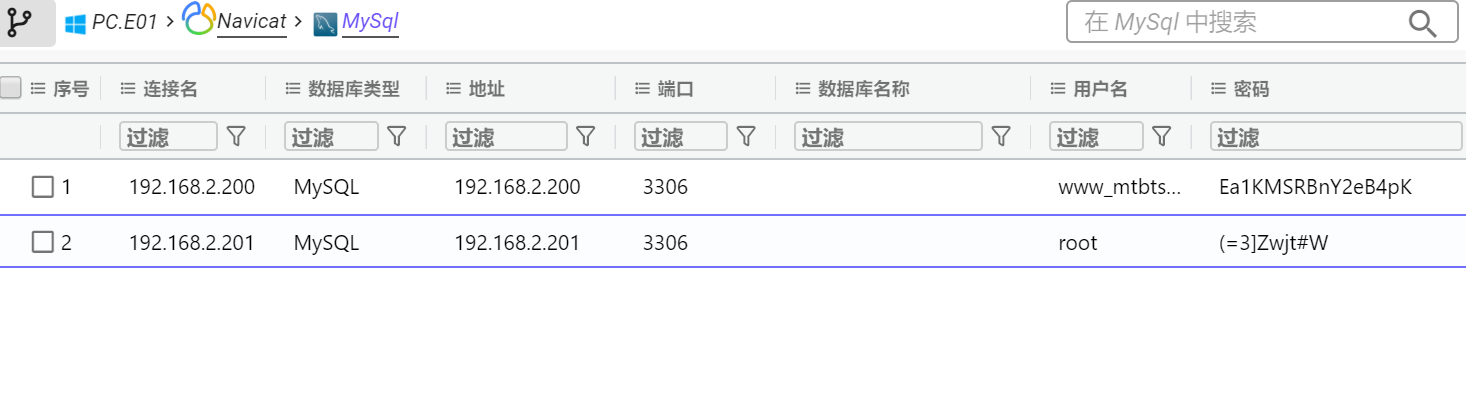 PC.E01 > Navicat > MySql 在 MySql 中搜索
序号 连接名 数据库类型 地址 端口 数据库名称 用户名 密码
过滤 过滤 过滤 过滤 过滤 过滤 过滤
1 192.168.2.200 MySQL 192.168.2.200 3306 www_mtbts... Ea1KMSRBnY2eB4pK
2 192.168.2.201 MySQL 192.168.2.201 3306 root (=3]Zwjt#W